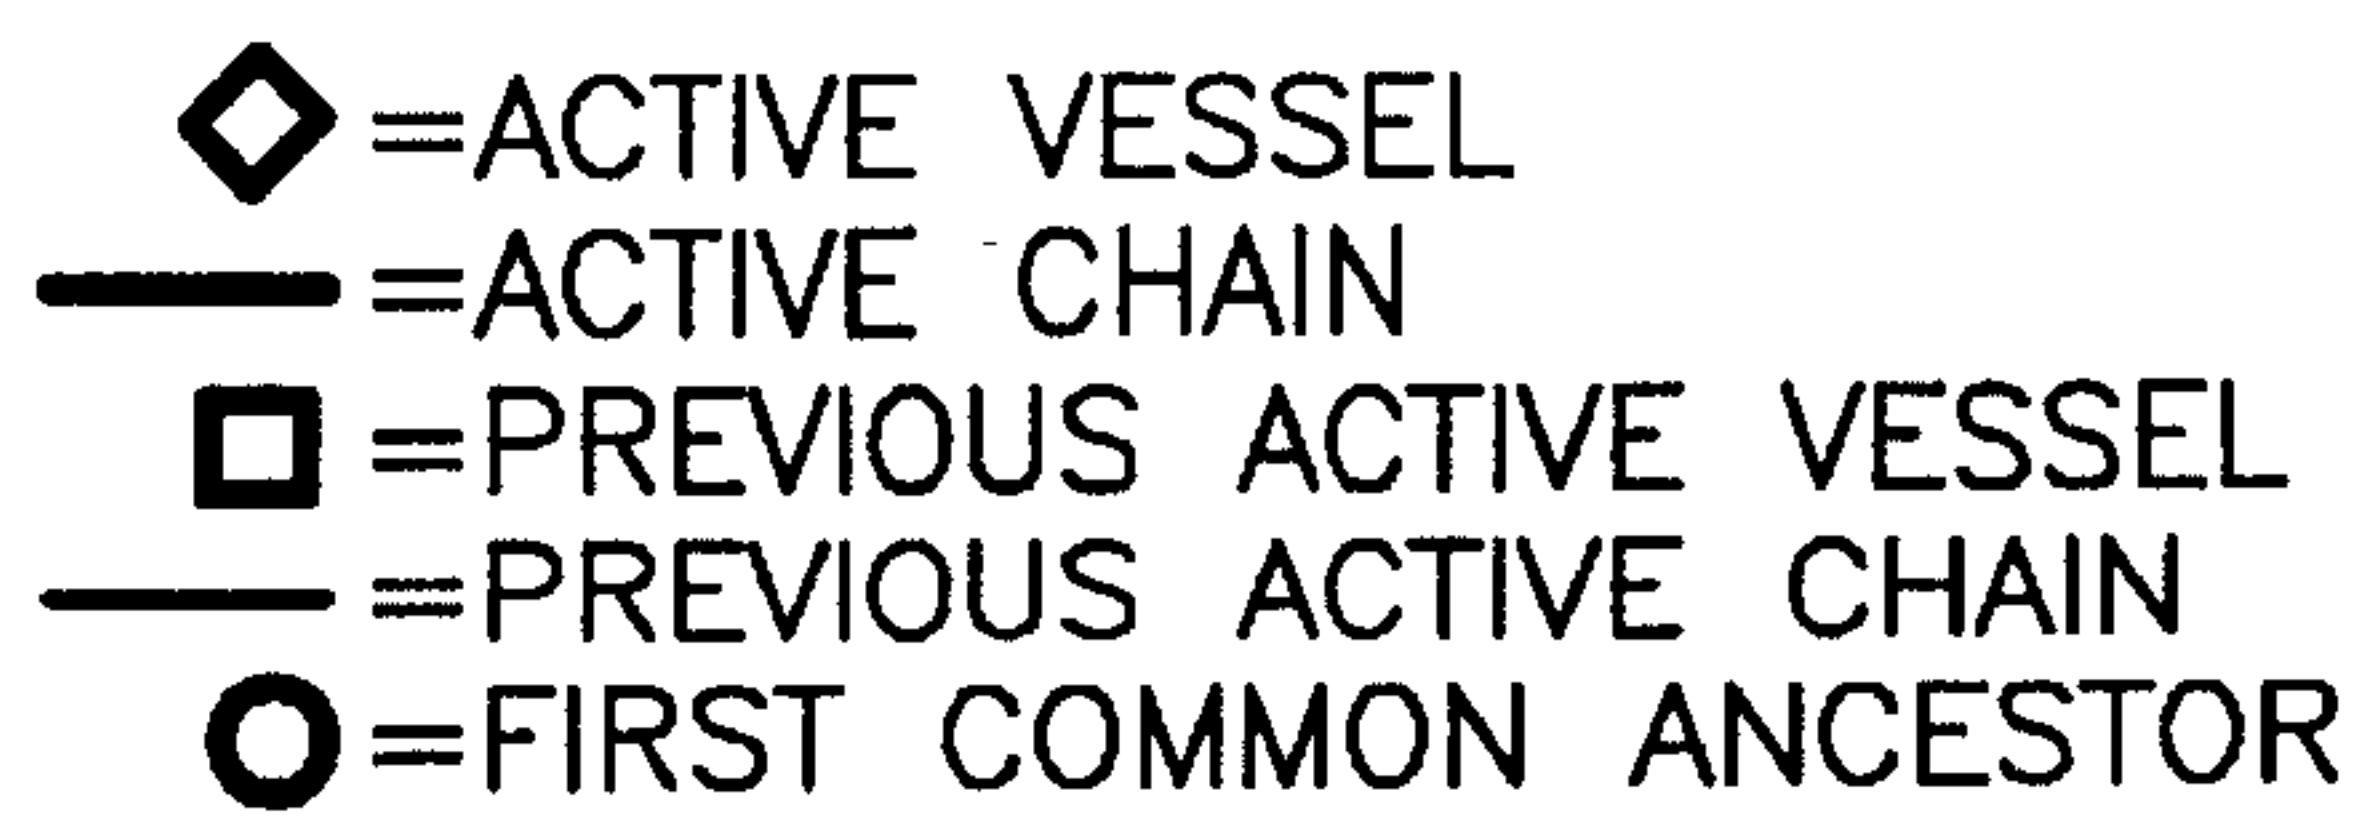 =ACTIVE VESSEL
=ACTIVE CHAIN
=PREVIOUS ACTIVE VESSEL
=PREVIOUS ACTIVE CHAIN
=FIRST COMMON ANCESTOR